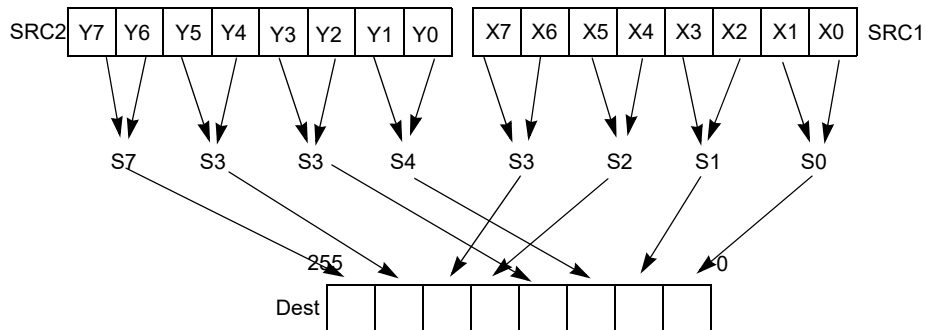 SRC2 Y7 Y6 Y5 Y4 Y3 Y2 Y1 Y0 X7 X6 X5 X4 X3 X2 X1 X0 SRC1
S7 S3 S3 S4 S3 S2 S1 S0
255 0
Dest